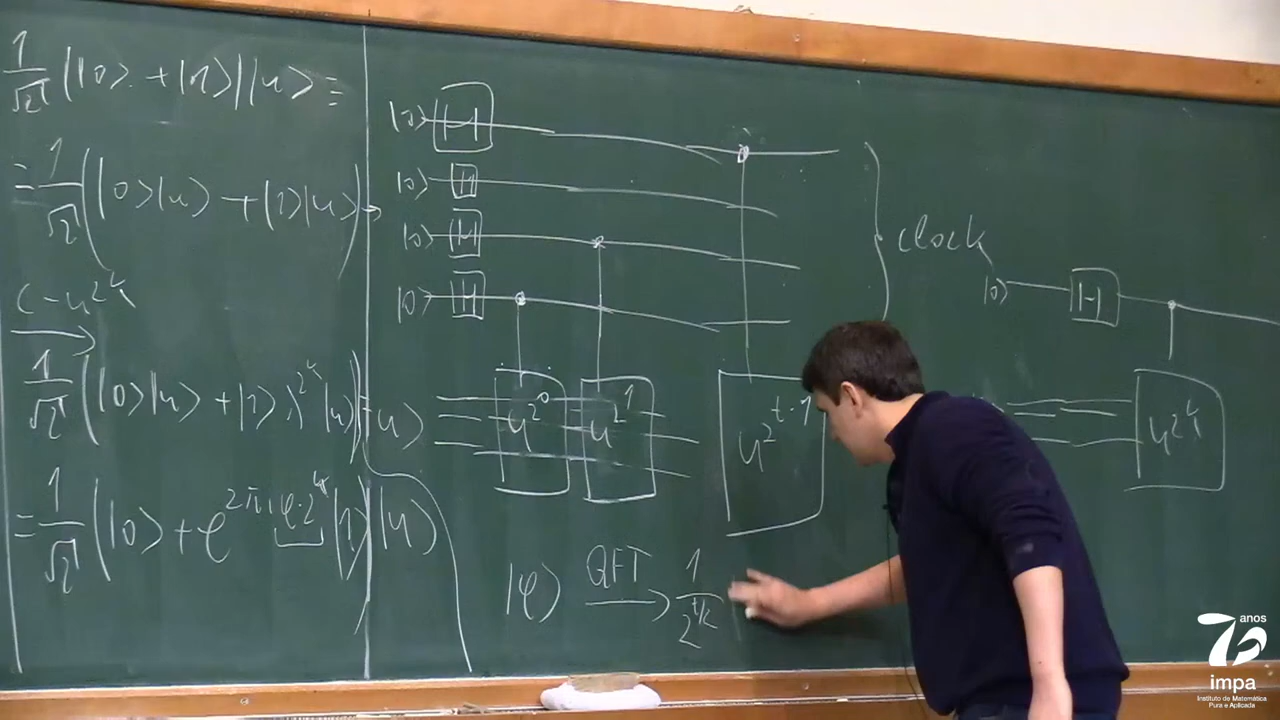 1/√2 (|0> + |1>) |u> =
= 1/√2 (|0>|u> + |1>|u>)
C-U^{2^k}
1/√2 (|0>|u> + |1> λ^{2^k} |u>)
= 1/√2 (|0> + e^{2πiφ·2^k} |1>) |u>
|0> H
|0> H
|0> H
|0> H
clock
|0> H
|u> U^{2^0} U^{2^1} U^{2^{t-1}}
U^{2^k}
|φ> QFT 1/2^{t/2}
70 anos
impa
Instituto de Matemática
Pura e Aplicada